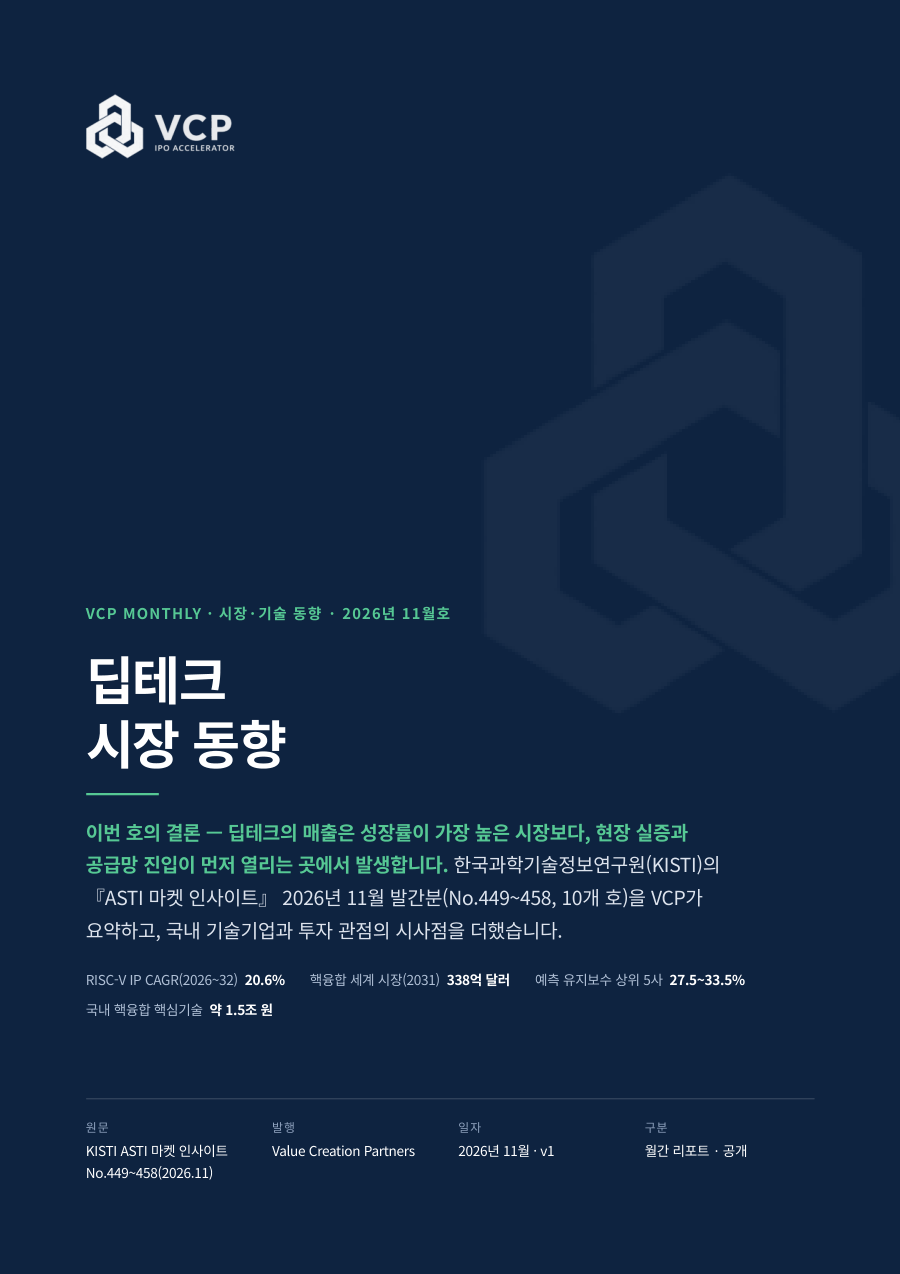 VCP
IPO ACCELERATOR
VCP MONTHLY · 시장·기술 동향 · 2026년 11월호
딥테크
시장 동향
이번 호의 결론 — 딥테크의 매출은 성장률이 가장 높은 시장보다, 현장 실증과
공급망 진입이 먼저 열리는 곳에서 발생합니다. 한국과학기술정보연구원(KISTI)의
『ASTI 마켓 인사이트』 2026년 11월 발간분(No.449~458, 10개 호)을 VCP가
요약하고, 국내 기술기업과 투자 관점의 시사점을 더했습니다.
RISC-V IP CAGR(2026~32) 20.6% 핵융합 세계 시장(2031) 338억 달러 예측 유지보수 상위 5사 27.5~33.5%
국내 핵융합 핵심기술 약 1.5조 원
원문 발행 일자 구분
KISTI ASTI 마켓 인사이트 Value Creation Partners 2026년 11월 · v1 월간 리포트 · 공개
No.449~458(2026.11)